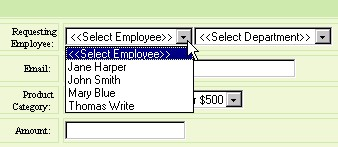 Requesting Employee: <<Select Employee>> <<Select Department>>
<<Select Employee>>
Jane Harper
John Smith
Mary Blue
Thomas Write
Email:
Product Category: $500
Amount: